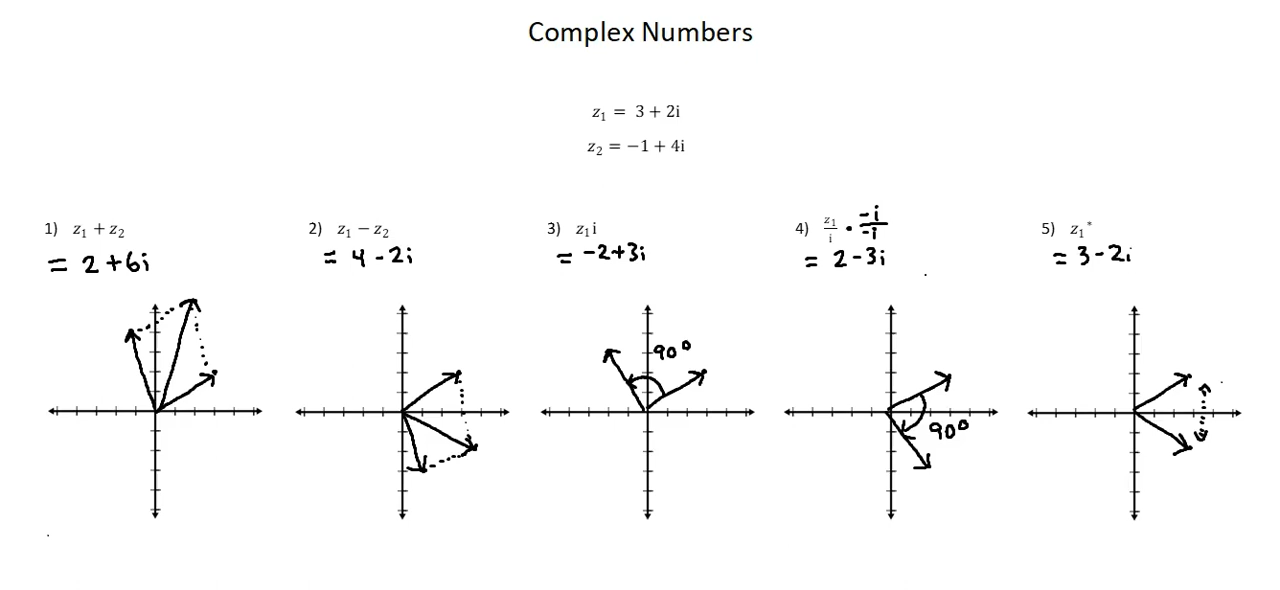 Complex Numbers
z₁ = 3 + 2i
z₂ = −1 + 4i
1) z₁ + z₂
= 2 + 6i
2) z₁ − z₂
= 4 - 2i
3) z₁i
= -2+3i
4) z₁/i · -i/-i
= 2 - 3i
5) z₁*
= 3 - 2i
90°
90°